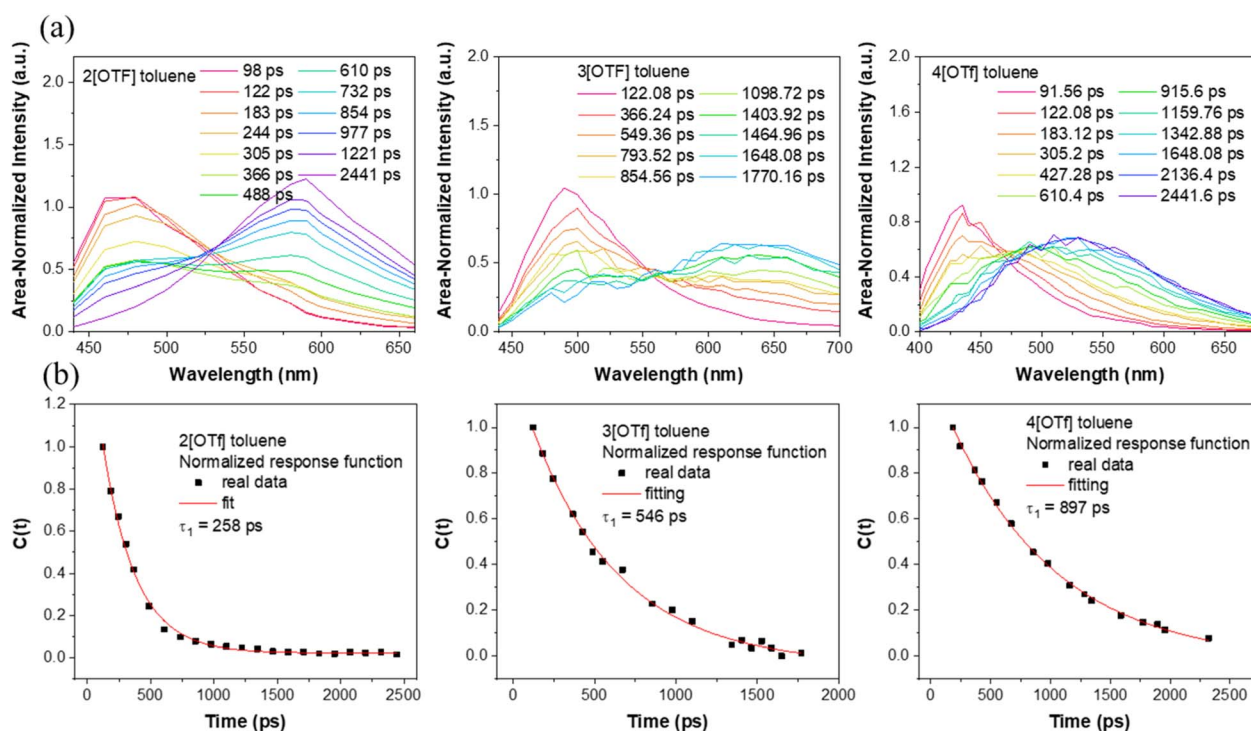 (a)
Area-Normalized Intensity (a.u.)
2.0
1.5
1.0
0.5
0.0
2[OTF] toluene
98 ps
122 ps
183 ps
244 ps
305 ps
366 ps
488 ps
610 ps
732 ps
854 ps
977 ps
1221 ps
2441 ps
450 500 550 600 650
Wavelength (nm)
Area-Normalized Intensity (a.u.)
2.0
1.5
1.0
0.5
0.0
3[OTF] toluene
122.08 ps
366.24 ps
549.36 ps
793.52 ps
854.56 ps
1098.72 ps
1403.92 ps
1464.96 ps
1648.08 ps
1770.16 ps
450 500 550 600 650 700
Wavelength (nm)
Area-Normalized Intensity (a.u.)
2.0
1.6
1.2
0.8
0.4
0.0
4[OTf] toluene
91.56 ps
122.08 ps
183.12 ps
305.2 ps
427.28 ps
610.4 ps
915.6 ps
1159.76 ps
1342.88 ps
1648.08 ps
2136.4 ps
2441.6 ps
400 450 500 550 600 650
Wavelength (nm)
(b)
C(t)
1.2
1.0
0.8
0.6
0.4
0.2
0.0
2[OTf] toluene
Normalized response function
real data
fit
τ1 = 258 ps
0 500 1000 1500 2000 2500
Time (ps)
C(t)
1.0
0.8
0.6
0.4
0.2
0.0
3[OTf] toluene
Normalized response function
real data
fitting
τ1 = 546 ps
0 500 1000 1500 2000
Time (ps)
C(t)
1.0
0.8
0.6
0.4
0.2
0.0
4[OTf] toluene
Normalized response function
real data
fitting
τ1 = 897 ps
0 500 1000 1500 2000 2500
Time (ps)